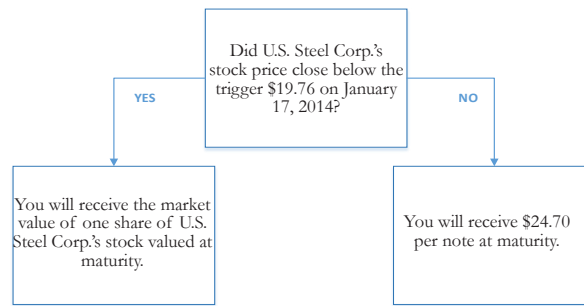 Did U.S. Steel Corp.'s
stock price close below the
trigger $19.76 on January
17, 2014?
YES
NO
You will receive the market
value of one share of U.S.
Steel Corp.'s stock valued at
maturity.
You will receive $24.70
per note at maturity.